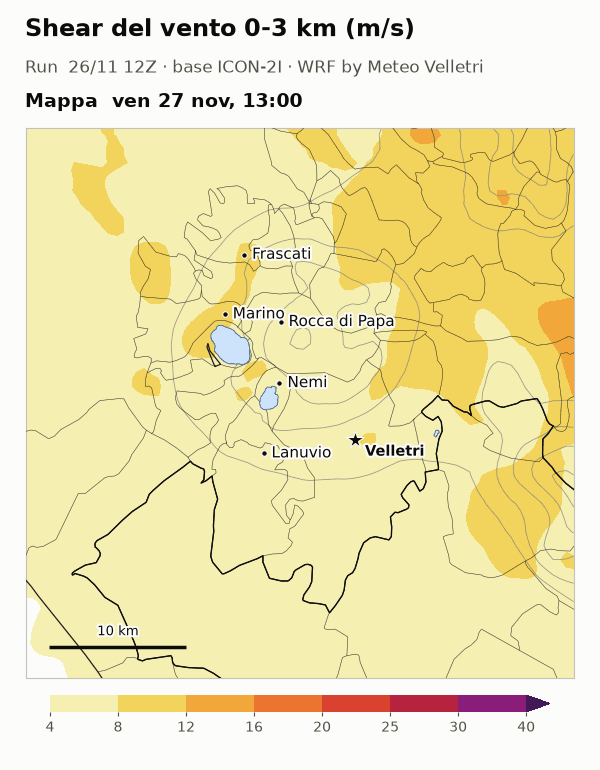 Shear del vento 0-3 km (m/s)
Run  26/11 12Z · base ICON-2I · WRF by Meteo Velletri
Mappa  ven 27 nov, 13:00
Frascati
Marino
Rocca di Papa
Nemi
Velletri
Lanuvio
10 km
4 8 12 16 20 25 30 40